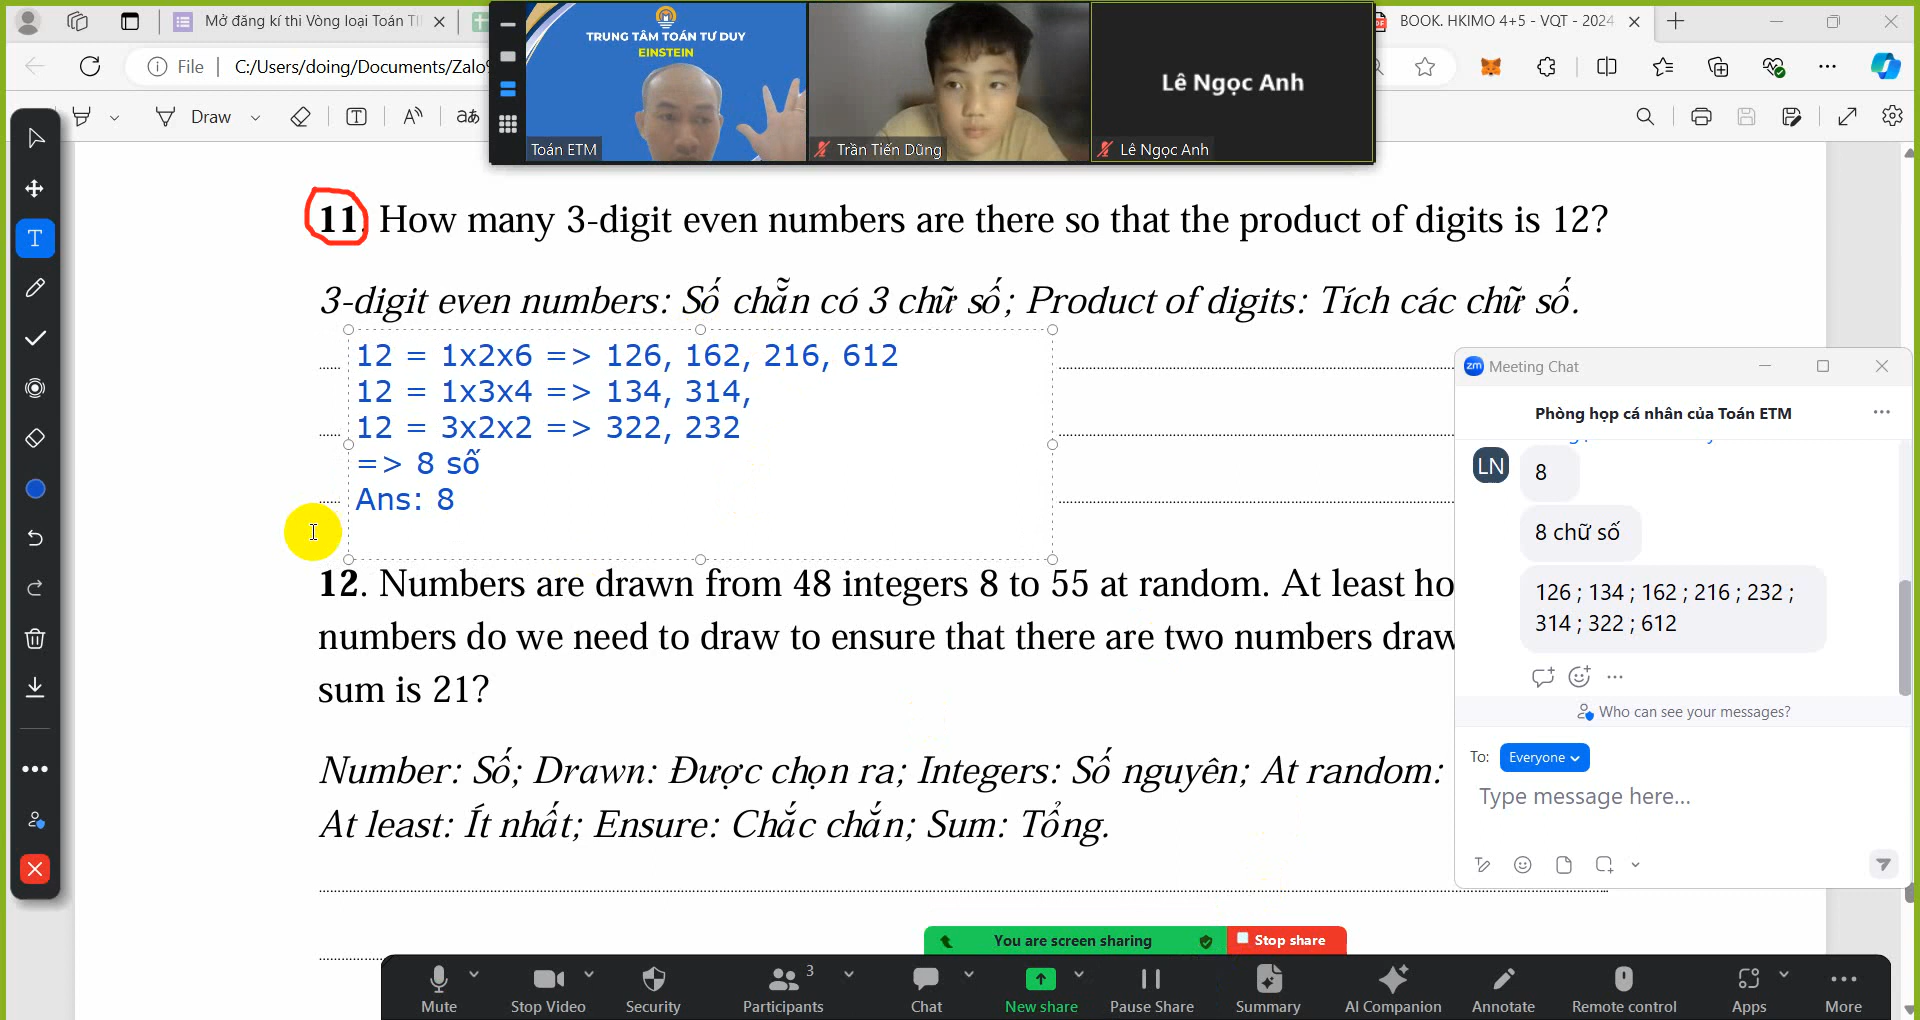 Mở đăng kí thi Vòng loại Toán TI
BOOK. HKIMO 4+5 - VQT - 2024
File
C:/Users/doing/Documents/Zalo
Draw
TRUNG TÂM TOÁN TƯ DUY
EINSTEIN
Toán ETM
Trần Tiến Dũng
Lê Ngọc Anh
Lê Ngọc Anh
11. How many 3-digit even numbers are there so that the product of digits is 12?
3-digit even numbers: Số chẵn có 3 chữ số; Product of digits: Tích các chữ số.
12 = 1x2x6 => 126, 162, 216, 612
12 = 1x3x4 => 134, 314,
12 = 3x2x2 => 322, 232
=> 8 số
Ans: 8
12. Numbers are drawn from 48 integers 8 to 55 at random. At least ho
numbers do we need to draw to ensure that there are two numbers draw
sum is 21?
Number: Số; Drawn: Được chọn ra; Integers: Số nguyên; At random:
At least: Ít nhất; Ensure: Chắc chắn; Sum: Tổng.
zm Meeting Chat
Phòng họp cá nhân của Toán ETM
LN
8
8 chữ số
126 ; 134 ; 162 ; 216 ; 232 ;
314 ; 322 ; 612
Who can see your messages?
To: Everyone
Type message here...
You are screen sharing
Stop share
Mute
Stop Video
Security
Participants
3
Chat
New share
Pause Share
Summary
AI Companion
Annotate
Remote control
Apps
More